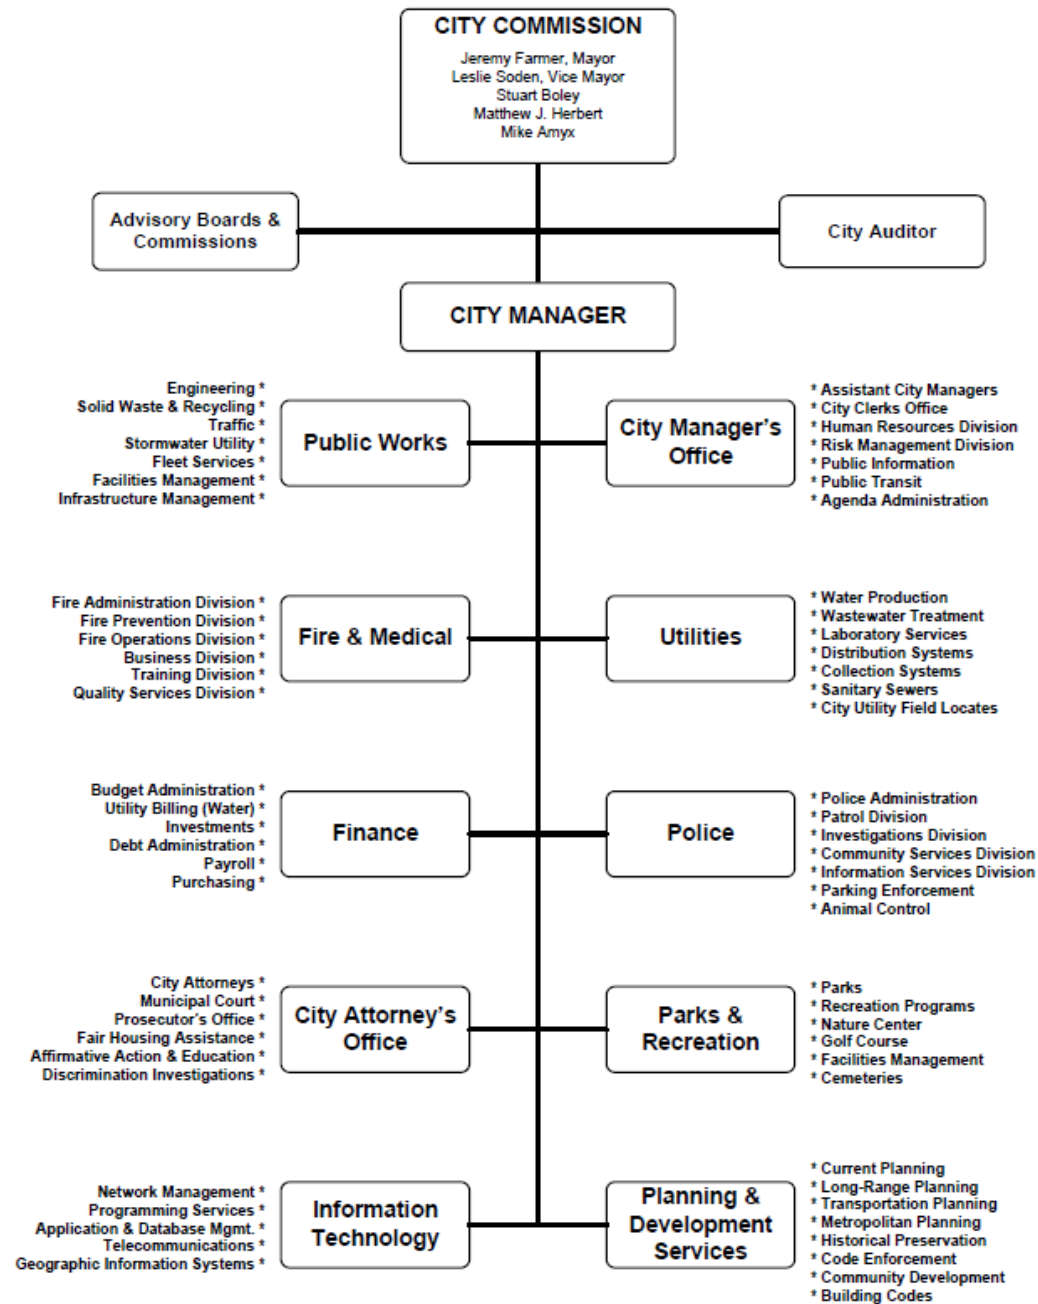 CITY COMMISSION
Jeremy Farmer, Mayor
Leslie Soden, Vice Mayor
Stuart Boley
Matthew J. Herbert
Mike Amyx
Advisory Boards &
Commissions
City Auditor
CITY MANAGER
Engineering *
Solid Waste & Recycling *
Traffic *
Stormwater Utility *
Fleet Services *
Facilities Management *
Infrastructure Management *
Public Works
City Manager's
Office
* Assistant City Managers
* City Clerks Office
* Human Resources Division
* Risk Management Division
* Public Information
* Public Transit
* Agenda Administration
Fire Administration Division *
Fire Prevention Division *
Fire Operations Division *
Business Division *
Training Division *
Quality Services Division *
Fire & Medical
Utilities
* Water Production
* Wastewater Treatment
* Laboratory Services
* Distribution Systems
* Collection Systems
* Sanitary Sewers
* City Utility Field Locates
Budget Administration *
Utility Billing (Water) *
Investments *
Debt Administration *
Payroll *
Purchasing *
Finance
Police
* Police Administration
* Patrol Division
* Investigations Division
* Community Services Division
* Information Services Division
* Parking Enforcement
* Animal Control
City Attorneys *
Municipal Court *
Prosecutor's Office *
Fair Housing Assistance *
Affirmative Action & Education *
Discrimination Investigations *
City Attorney's
Office
Parks &
Recreation
* Parks
* Recreation Programs
* Nature Center
* Golf Course
* Facilities Management
* Cemeteries
Network Management *
Programming Services *
Application & Database Mgmt. *
Telecommunications *
Geographic Information Systems *
Information
Technology
Planning &
Development
Services
* Current Planning
* Long-Range Planning
* Transportation Planning
* Metropolitan Planning
* Historical Preservation
* Code Enforcement
* Community Development
* Building Codes